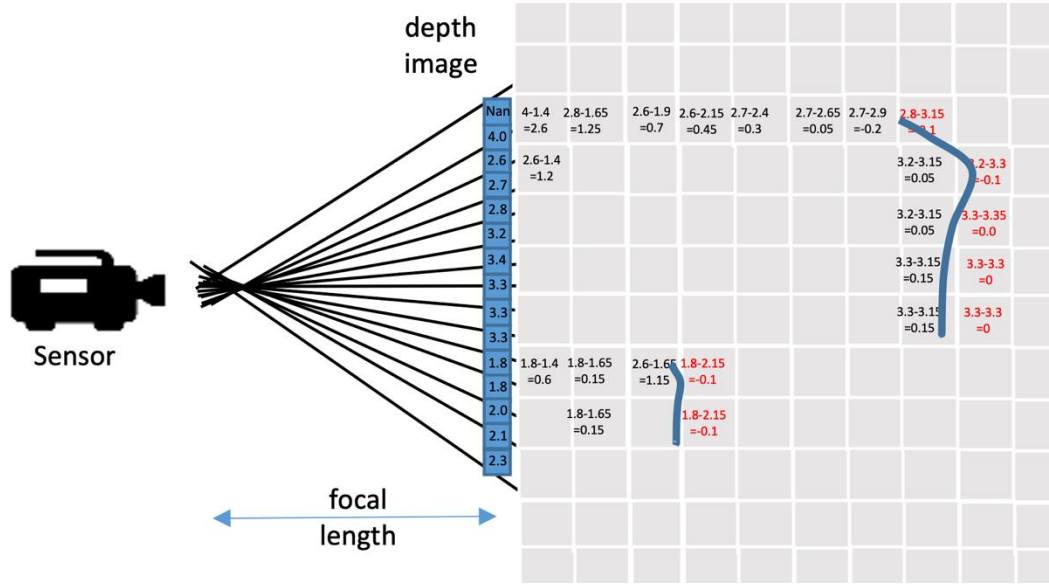 depth
image
Nan
4.0
2.6
2.7
2.8
3.2
3.4
3.3
3.3
3.3
1.8
1.8
2.0
2.1
2.3
4-1.4 2.8-1.65 2.6-1.9 2.6-2.15 2.7-2.4 2.7-2.65 2.7-2.9 2.8-3.15
=2.6 =1.25 =0.7 =0.45 =0.3 =0.05 =-0.2
2.6-1.4 3.2-3.15 3.2-3.3
=1.2 =0.05 =-0.1
3.2-3.15 3.3-3.35
=0.05 =0.0
3.3-3.15 3.3-3.3
=0.15 =0
3.3-3.15 3.3-3.3
=0.15 =0
1.8-1.4 1.8-1.65 2.6-1.65 1.8-2.15
=0.6 =0.15 =1.15 =-0.1
1.8-1.65 1.8-2.15
=0.15 =-0.1
Sensor
focal
length